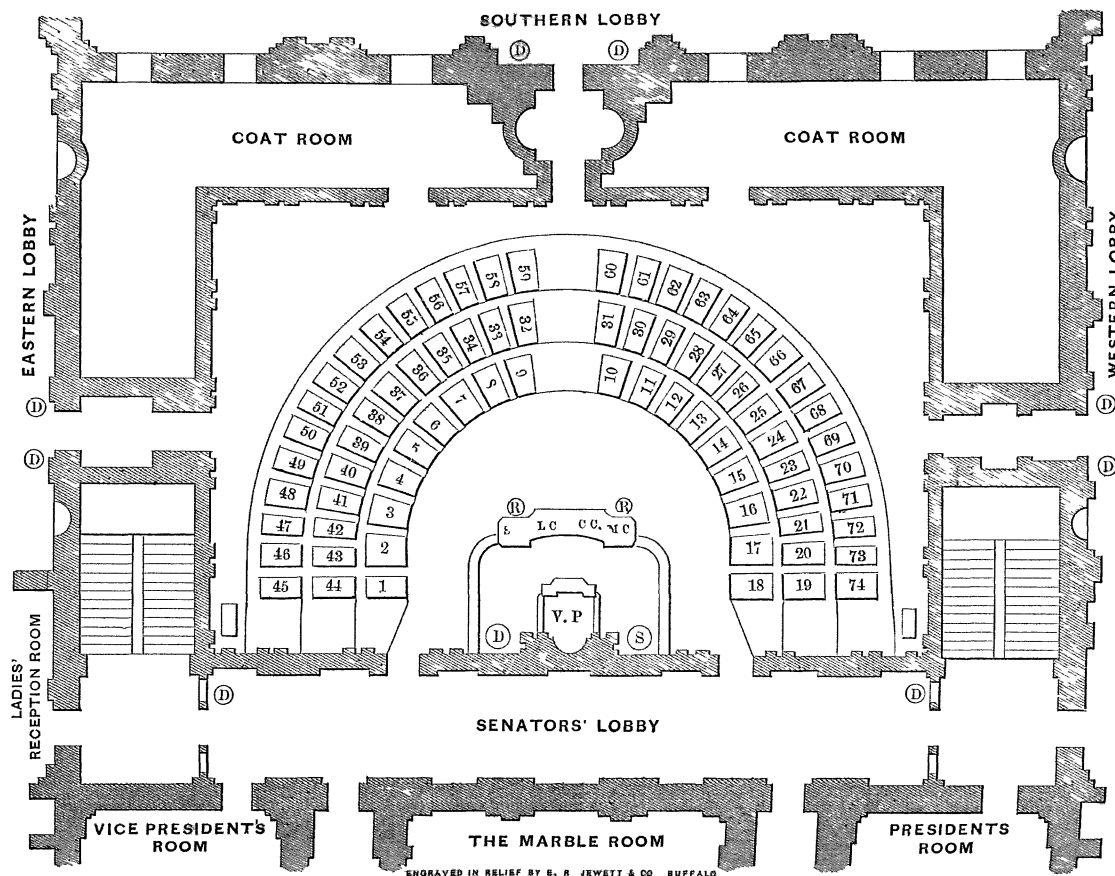 SOUTHERN LOBBY
D
D
COAT ROOM
COAT ROOM
EASTERN LOBBY
WESTERN LOBBY
D
D
D
D
59
60
58
61
57
62
56
63
55
64
54
65
53
66
52
67
51
68
50
69
49
70
48
71
47
72
46
73
45
74
32
31
33
30
34
29
35
28
36
27
37
26
38
25
39
24
40
23
41
22
42
21
43
20
44
19
9
10
8
11
7
12
6
13
5
14
4
15
3
16
2
17
1
18
R
R
S
LC
CC.
MC
V.P
D
S
LADIES'
RECEPTION ROOM
D
D
SENATORS' LOBBY
VICE PRESIDENT'S
ROOM
THE MARBLE ROOM
PRESIDENTS
ROOM
ENGRAVED IN RELIEF BY E. R JEWETT & CO BUFFALO